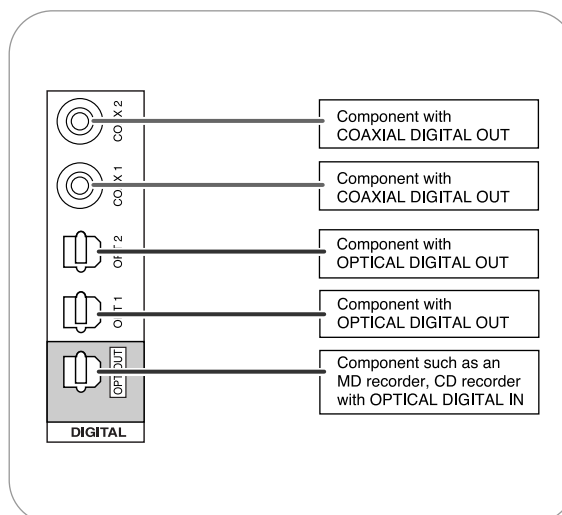 COAX 2
Component with
COAXIAL DIGITAL OUT
COAX 1
Component with
COAXIAL DIGITAL OUT
OPT 2
Component with
OPTICAL DIGITAL OUT
OPT 1
Component with
OPTICAL DIGITAL OUT
OPT OUT
Component such as an
MD recorder, CD recorder
with OPTICAL DIGITAL IN
DIGITAL